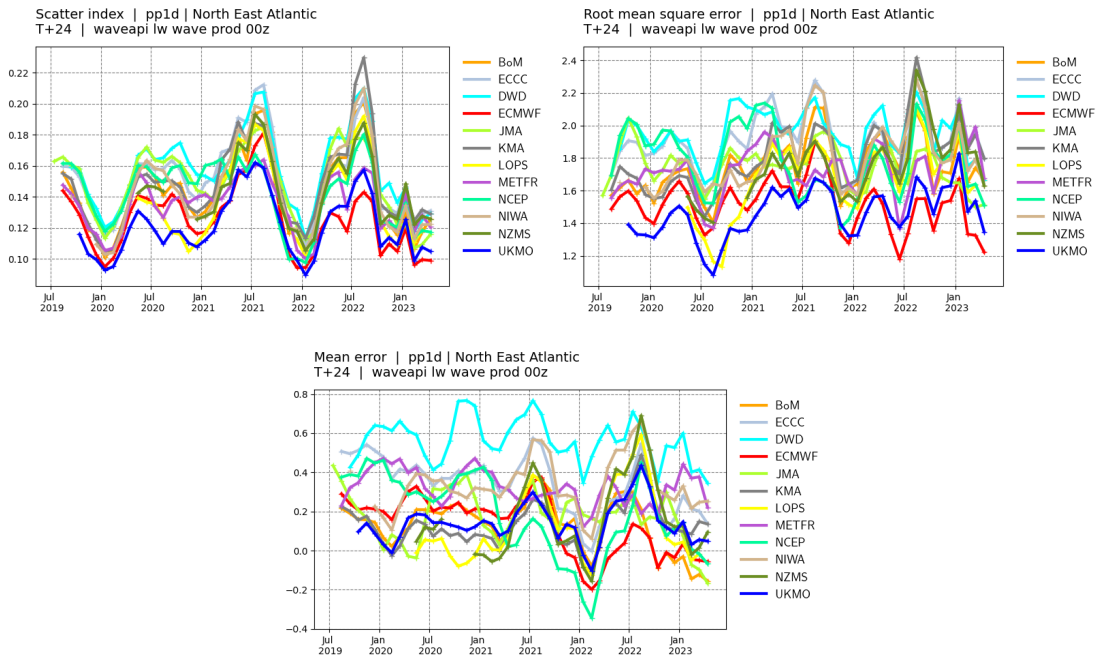 Scatter index | pp1d | North East Atlantic
T+24 | waveapi lw wave prod 00z
0.22
0.20
0.18
0.16
0.14
0.12
0.10
Jul
2019
Jan
2020
Jul
2020
Jan
2021
Jul
2021
Jan
2022
Jul
2022
Jan
2023
BoM
ECCC
DWD
ECMWF
JMA
KMA
LOPS
METFR
NCEP
NIWA
NZMS
UKMO
Root mean square error | pp1d | North East Atlantic
T+24 | waveapi lw wave prod 00z
2.4
2.2
2.0
1.8
1.6
1.4
1.2
Jul
2019
Jan
2020
Jul
2020
Jan
2021
Jul
2021
Jan
2022
Jul
2022
Jan
2023
BoM
ECCC
DWD
ECMWF
JMA
KMA
LOPS
METFR
NCEP
NIWA
NZMS
UKMO
Mean error | pp1d | North East Atlantic
T+24 | waveapi lw wave prod 00z
0.8
0.6
0.4
0.2
0.0
−0.2
−0.4
Jul
2019
Jan
2020
Jul
2020
Jan
2021
Jul
2021
Jan
2022
Jul
2022
Jan
2023
BoM
ECCC
DWD
ECMWF
JMA
KMA
LOPS
METFR
NCEP
NIWA
NZMS
UKMO